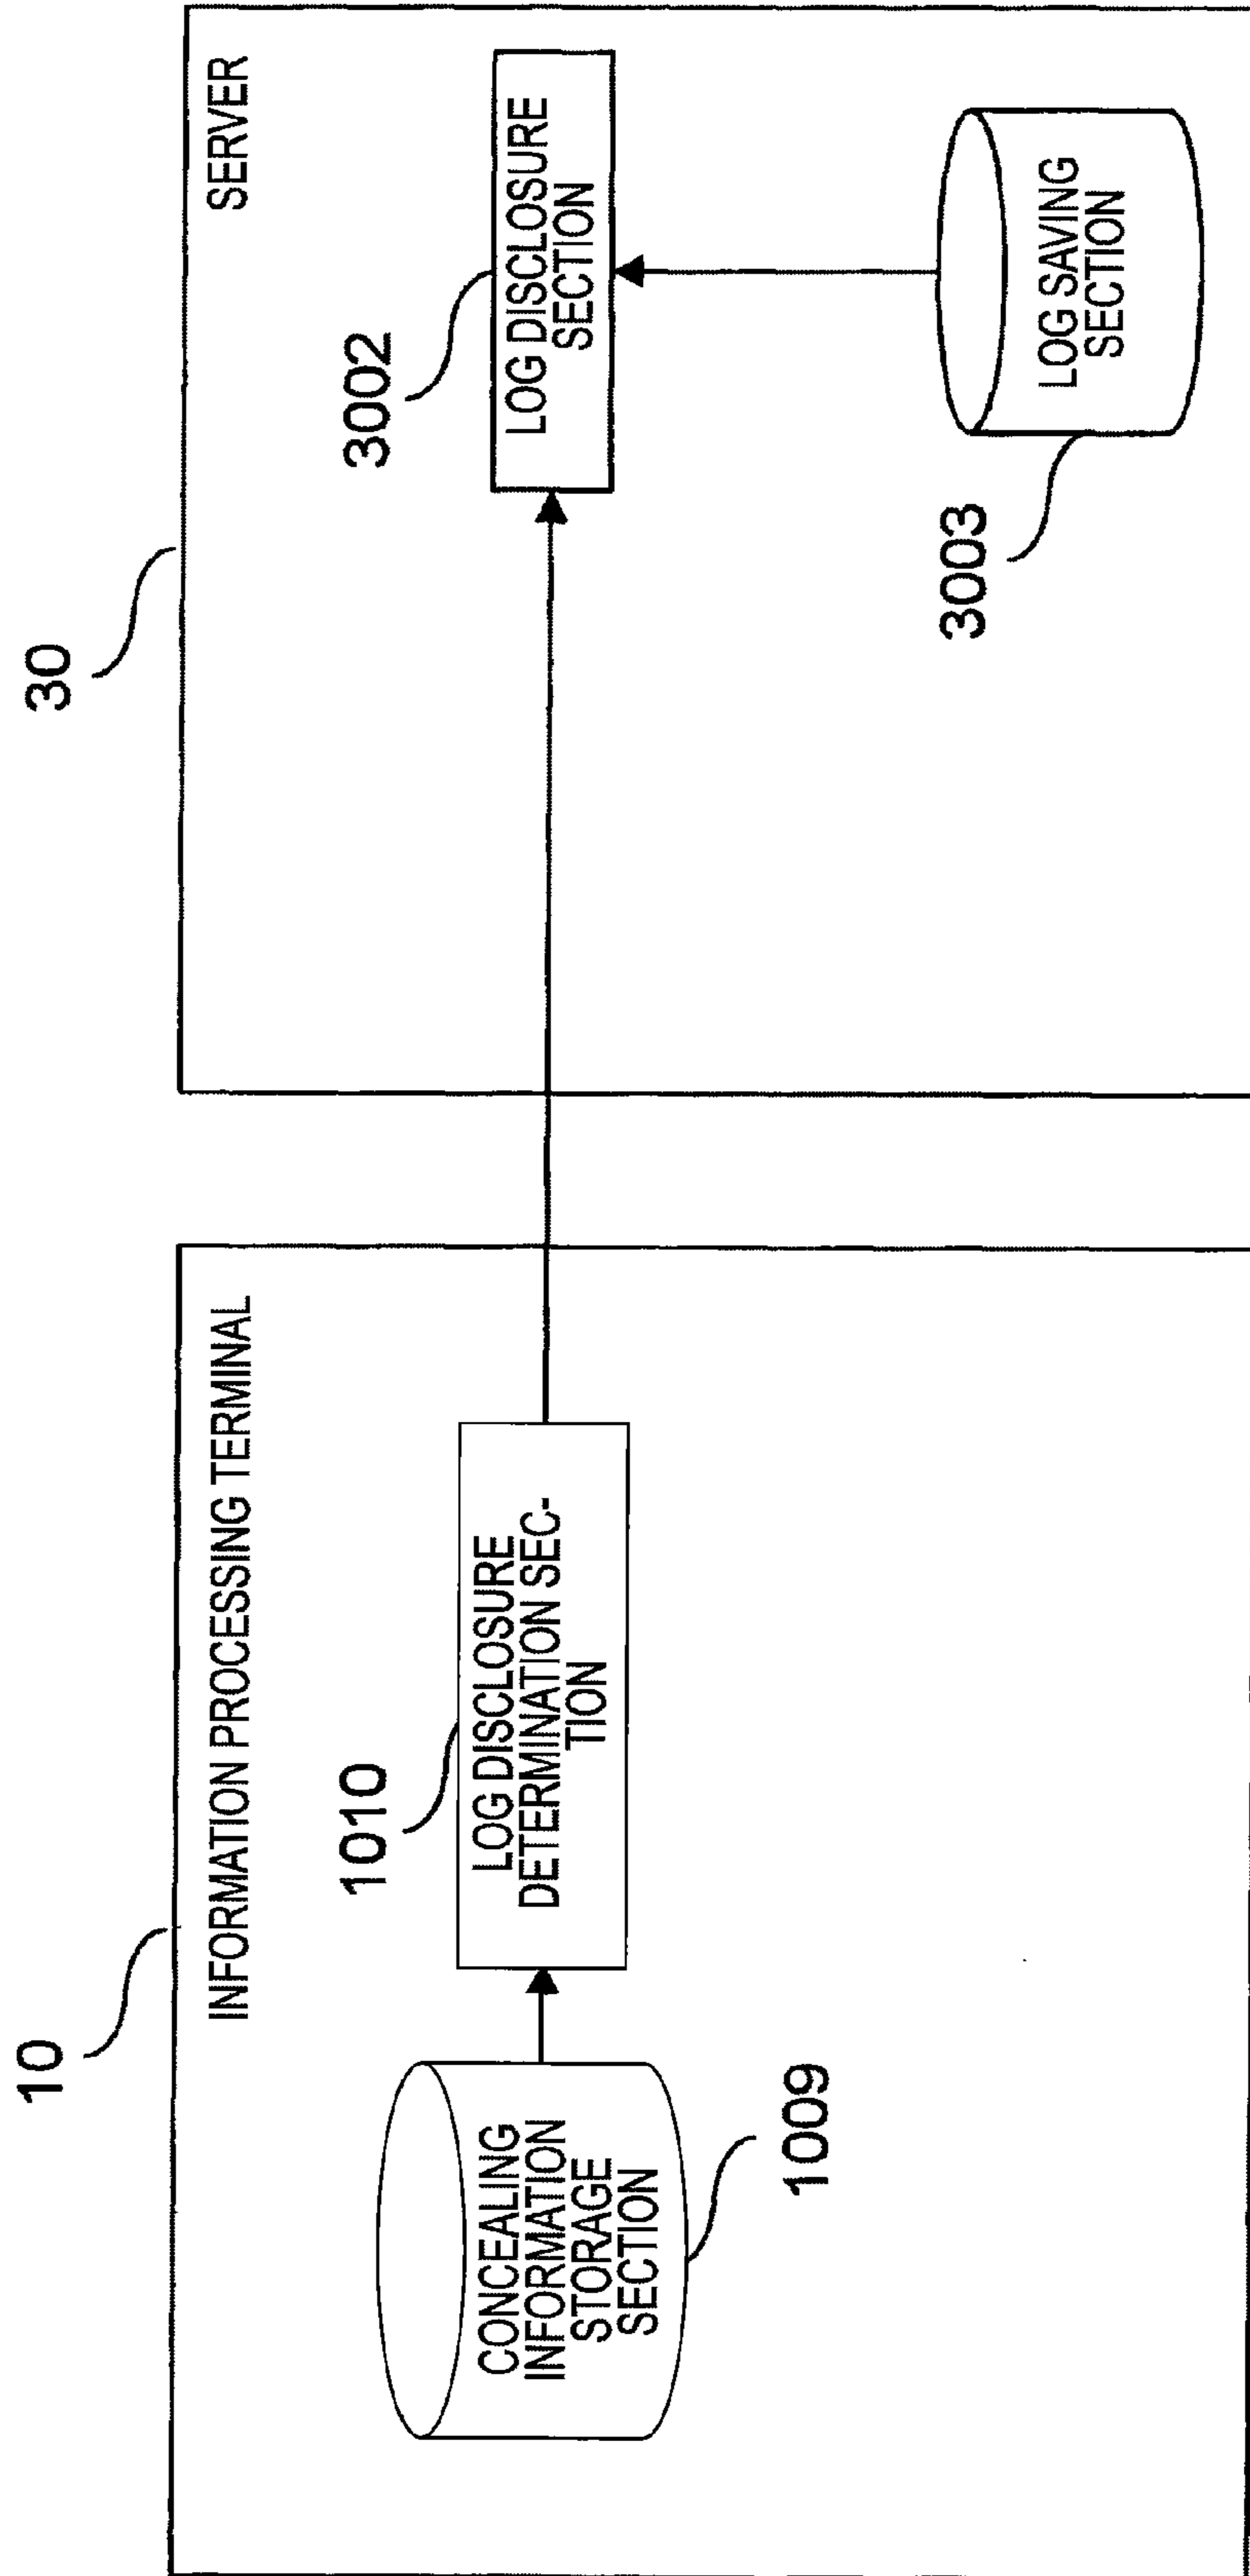 10
INFORMATION PROCESSING TERMINAL
1010
CONCEALING
INFORMATION
STORAGE
SECTION
1009
LOG DISCLOSURE
DETERMINATION SEC-
TION
30
SERVER
3002
LOG DISCLOSURE
SECTION
3003
LOG SAVING
SECTION